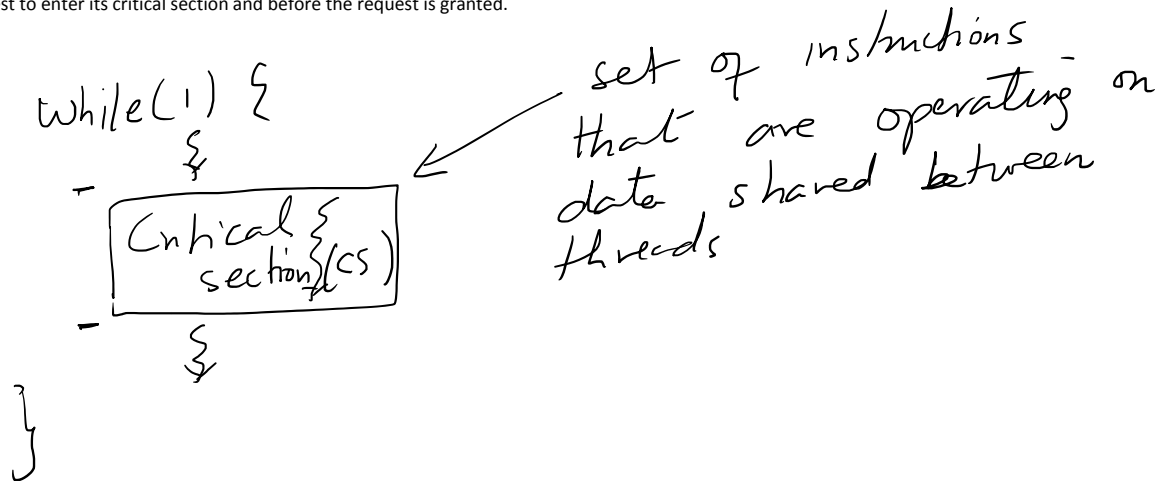 st to enter its critical section and before the request is granted.
while(1) {
Critical
section (CS)
}
set of instructions
that are operating on
data shared between
threads